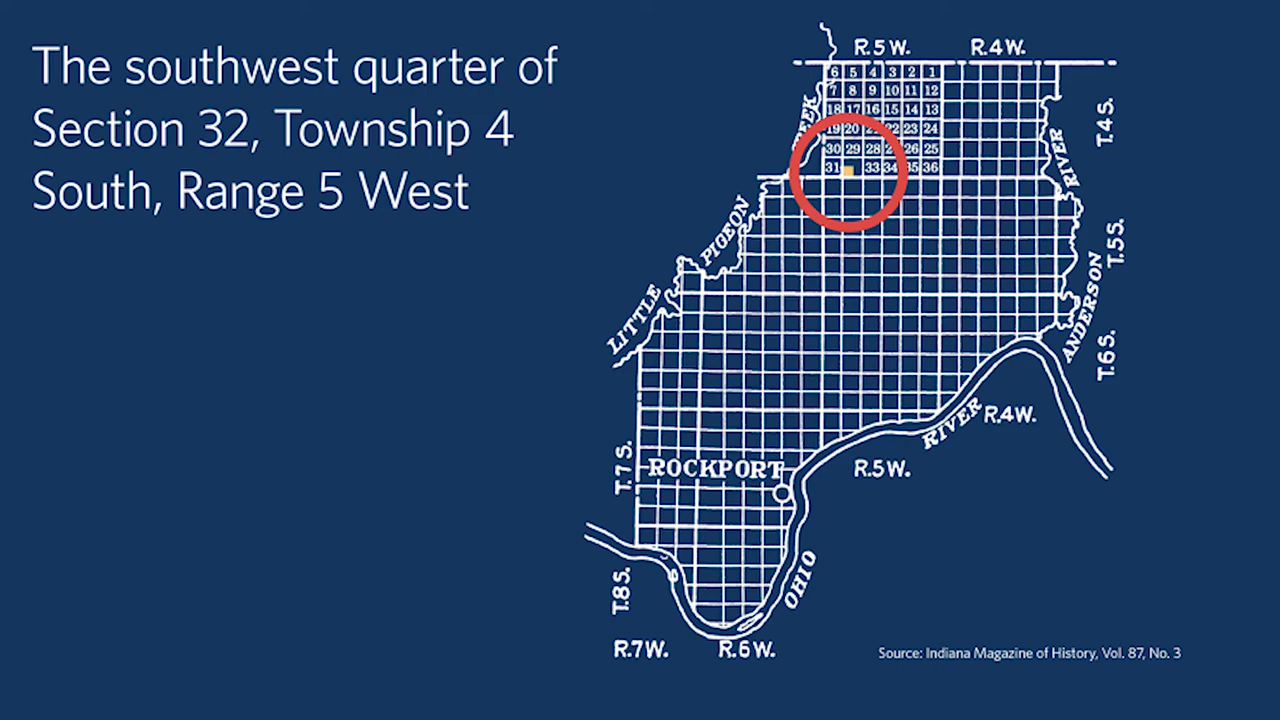 The southwest quarter of
Section 32, Township 4
South, Range 5 West
R.5W. R.4W.
6 5 4 3 2 1
7 8 9 10 11 12
18 17 16 15 14 13
19 20 22 23 24
30 29 28 26 25
31 33 34 35 36
T.4S.
RIVER
PIGEON
T.5S.
LITTLE
ANDERSON
T.6S.
R.4W.
RIVER
T.7S.
ROCKPORT
R.5W.
OHIO
T.8S.
R.7W. R.6W.
Source: Indiana Magazine of History, Vol. 87, No. 3